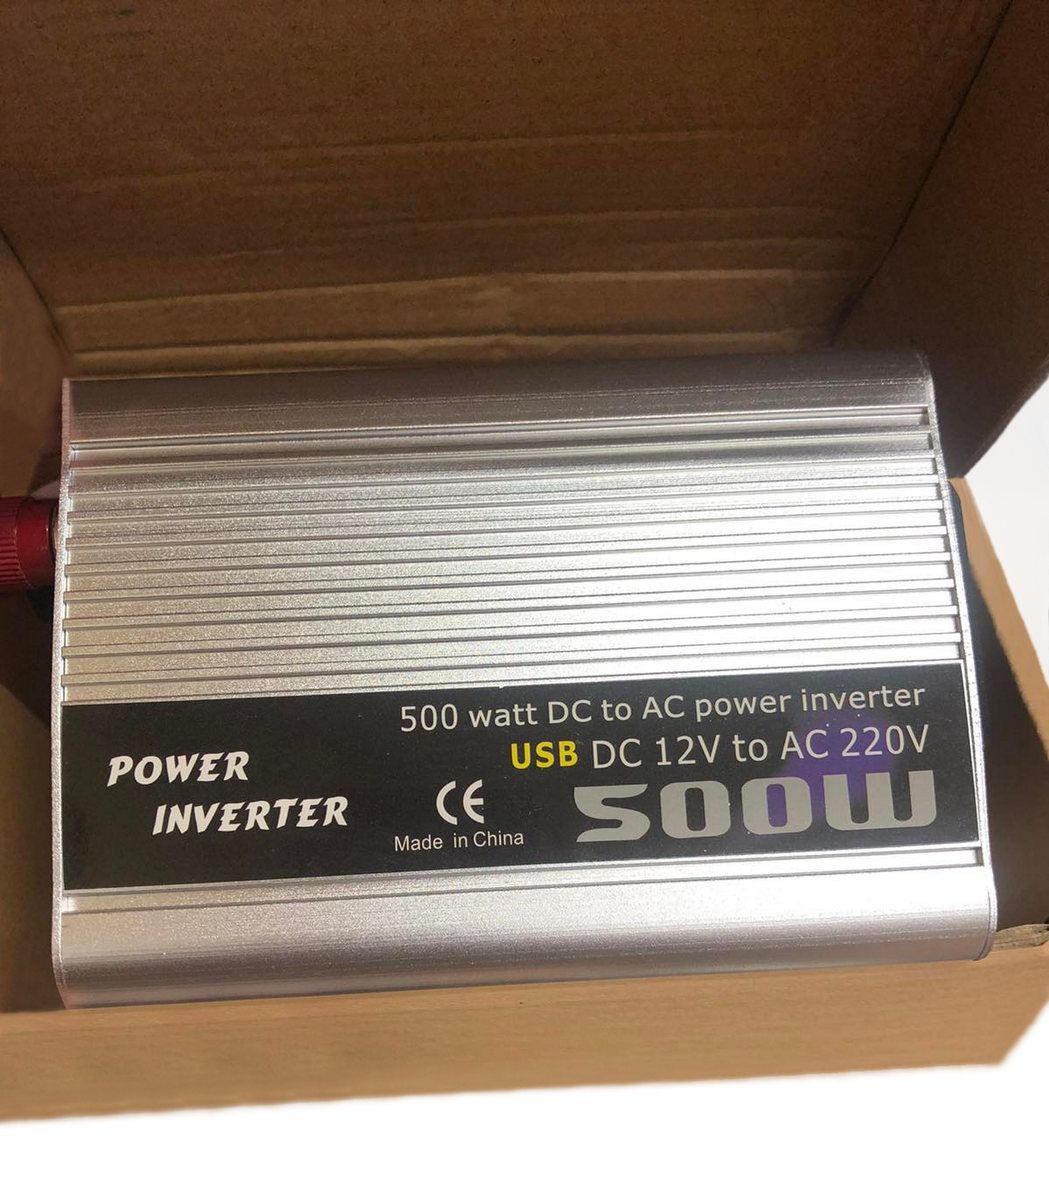 500 watt DC to AC power inverter
USB DC 12V to AC 220V
POWER
INVERTER
CE
500W
Made in China